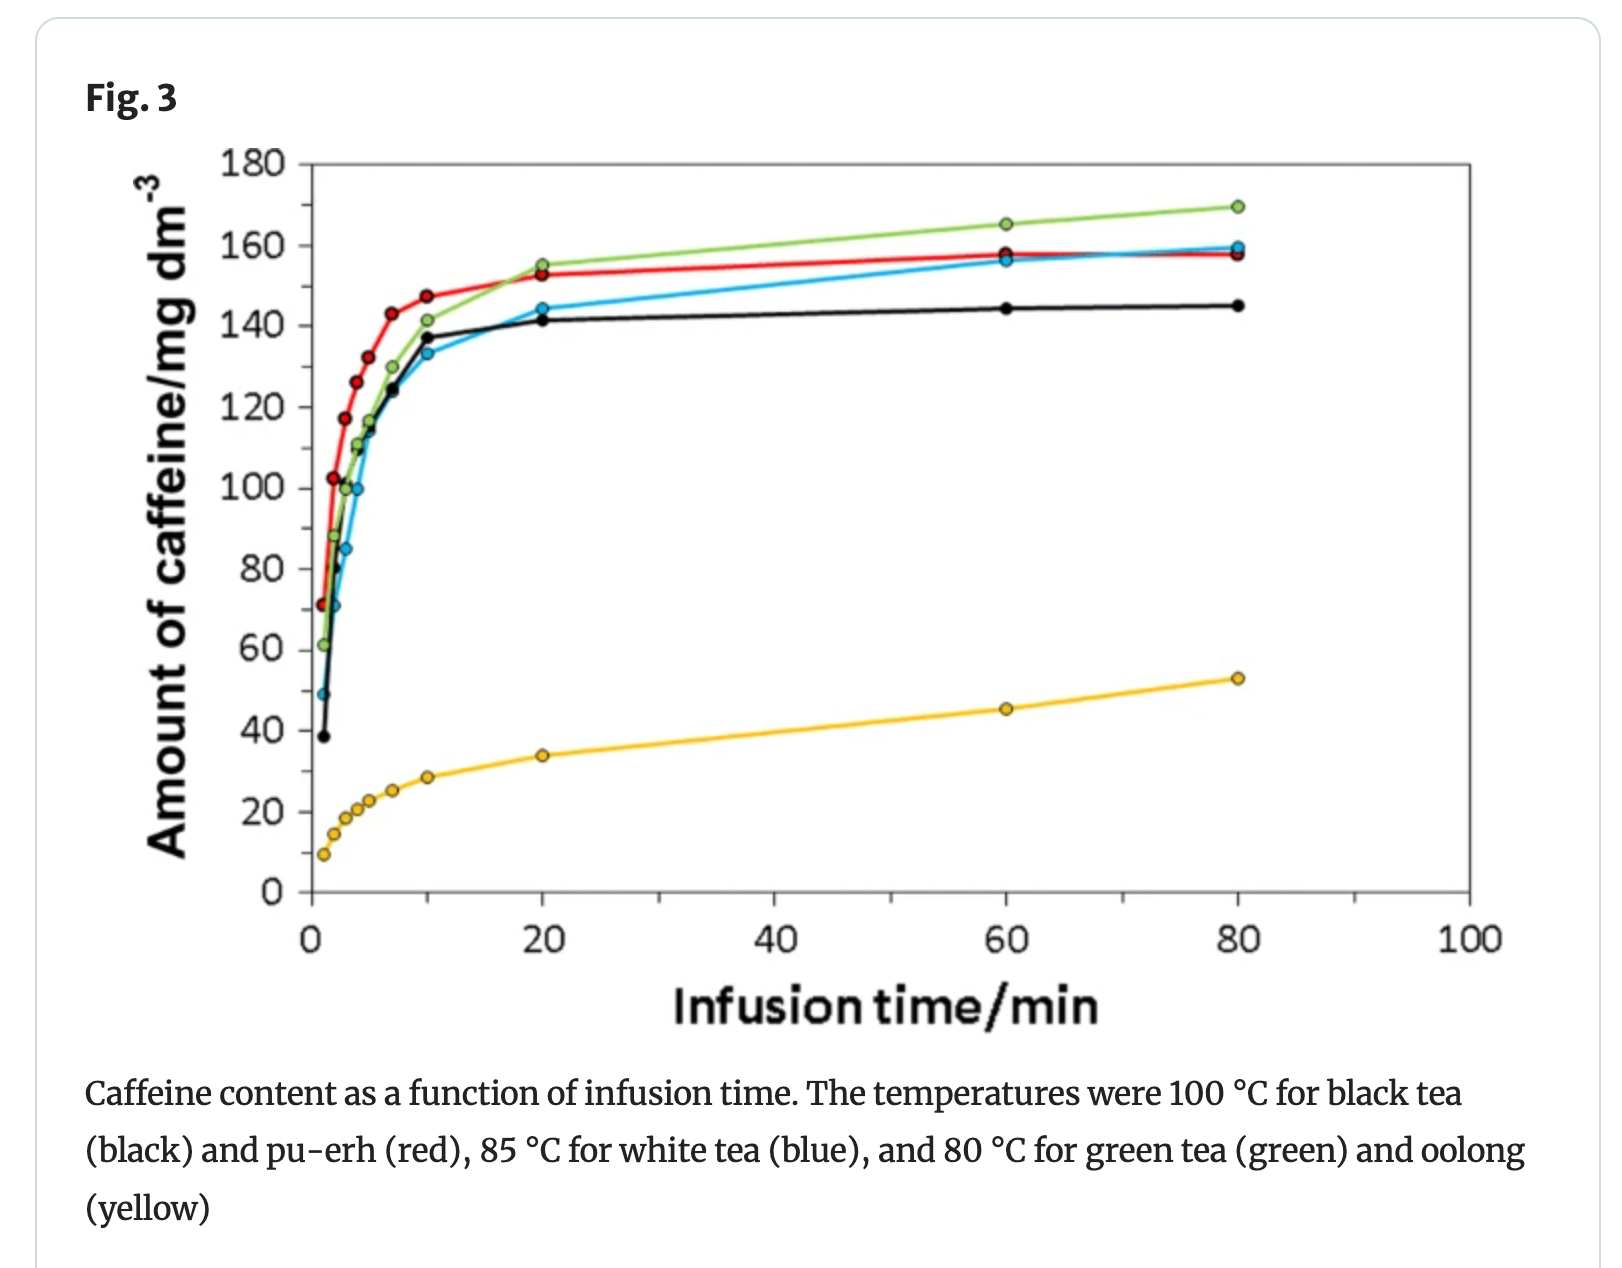 Fig. 3
Amount of caffeine/mg dm-3
180
160
140
120
100
80
60
40
20
0
0 20 40 60 80 100
Infusion time/min
Caffeine content as a function of infusion time. The temperatures were 100 °C for black tea
(black) and pu-erh (red), 85 °C for white tea (blue), and 80 °C for green tea (green) and oolong
(yellow)